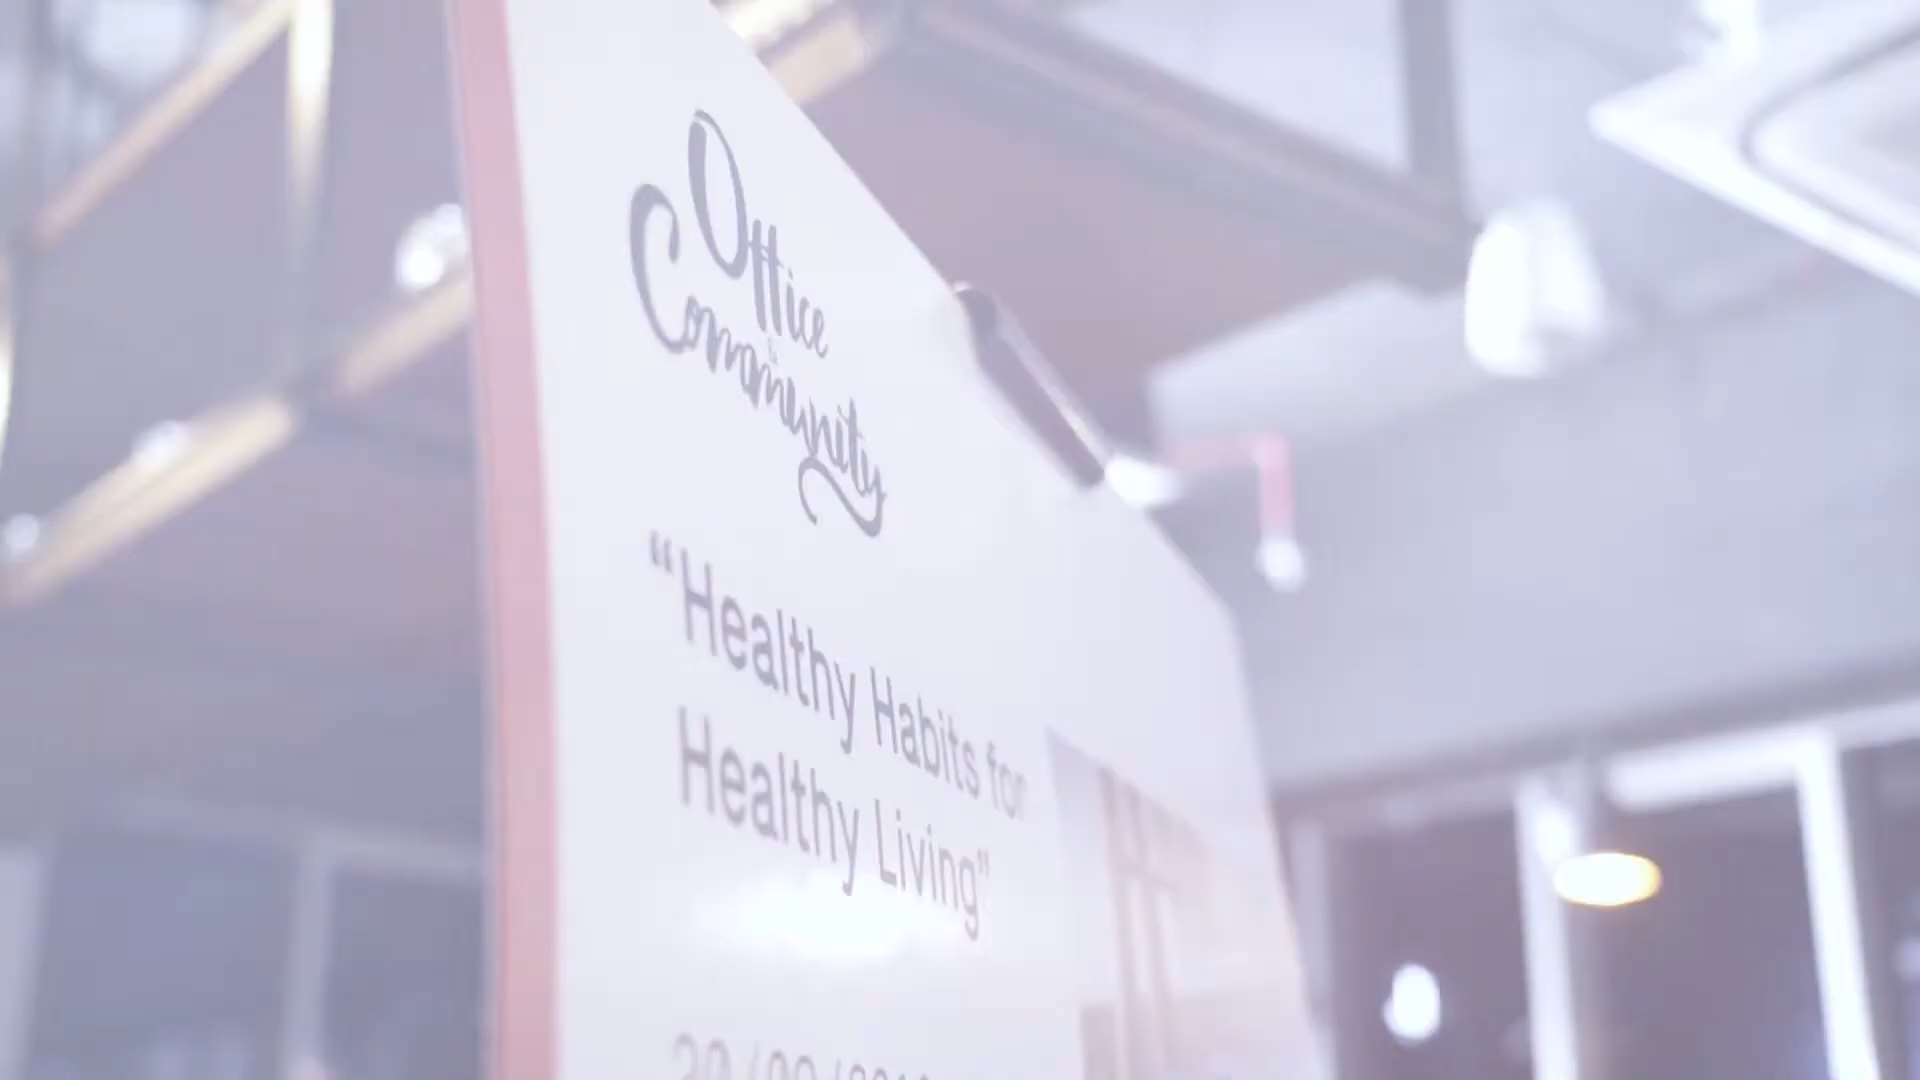 Office
&
Community
“Healthy Habits for
Healthy Living”